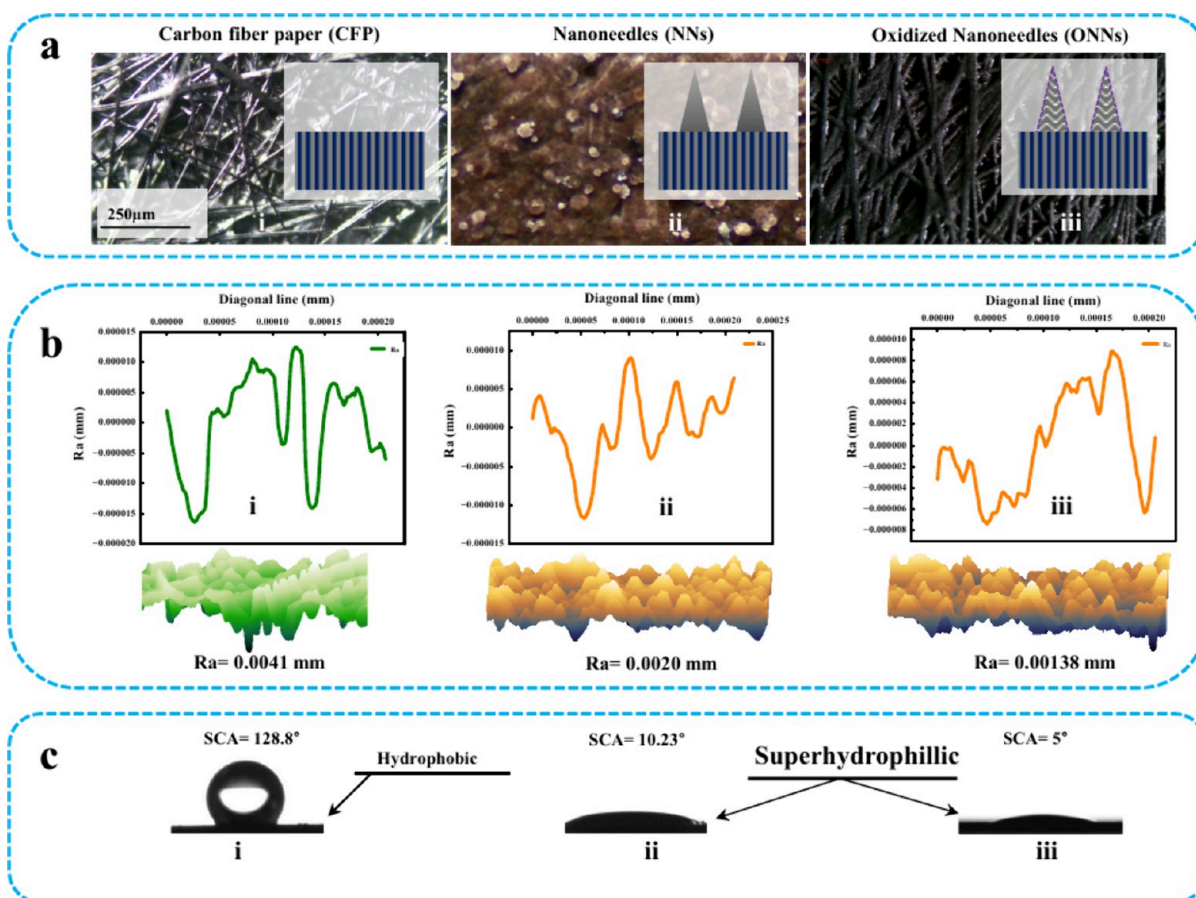 a
Carbon fiber paper (CFP)
Nanoneedles (NNs)
Oxidized Nanoneedles (ONNs)
250μm
i
ii
iii
b
Diagonal line (mm)
0.00000 0.00005 0.00010 0.00015 0.00020
Ra (mm)
0.000015
0.000010
0.000005
0.000000
−0.000005
−0.000010
−0.000015
−0.000020
Ra
i
Ra= 0.0041 mm
Diagonal line (mm)
0.00000 0.00005 0.00010 0.00015 0.00020 0.00025
Ra (mm)
0.000010
0.000005
0.000000
−0.000005
−0.000010
−0.000015
Ra
ii
Ra= 0.0020 mm
Diagonal line (mm)
0.00000 0.00005 0.00010 0.00015 0.00020
Ra (mm)
0.000010
0.000008
0.000006
0.000004
0.000002
0.000000
−0.000002
−0.000004
−0.000006
−0.000008
Ra
iii
Ra= 0.00138 mm
c
SCA= 128.8°
Hydrophobic
i
SCA= 10.23°
Superhydrophillic
ii
SCA= 5°
iii